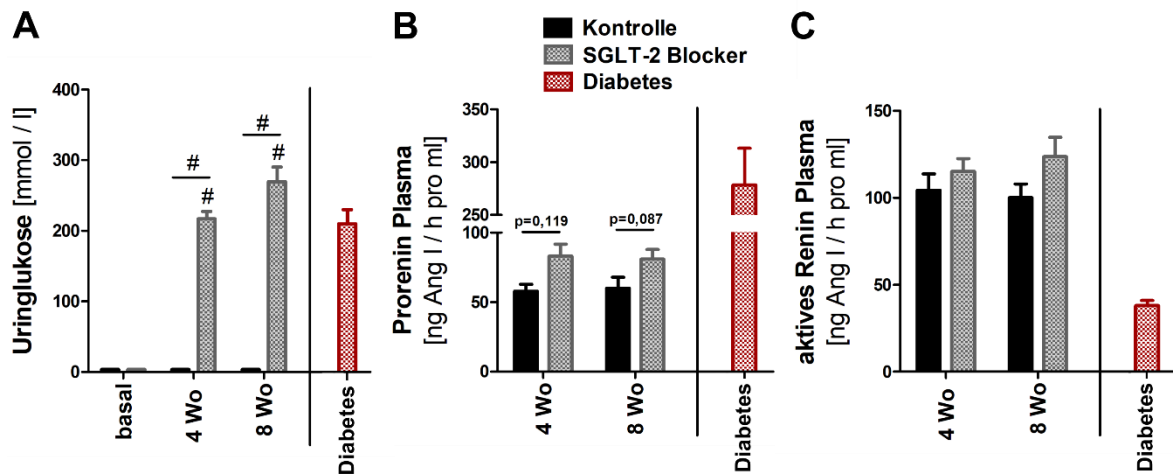 A
B
C
Kontrolle
SGLT-2 Blocker
Diabetes
Uringlukose [mmol / l]
400
300
200
100
0
#
#
#
#
basal
4 Wo
8 Wo
Diabetes
Prorenin Plasma
[ng Ang I / h pro ml]
350
300
250
100
50
0
p=0,119
p=0,087
4 Wo
8 Wo
Diabetes
aktives Renin Plasma
[ng Ang I / h pro ml]
150
100
50
0
4 Wo
8 Wo
Diabetes